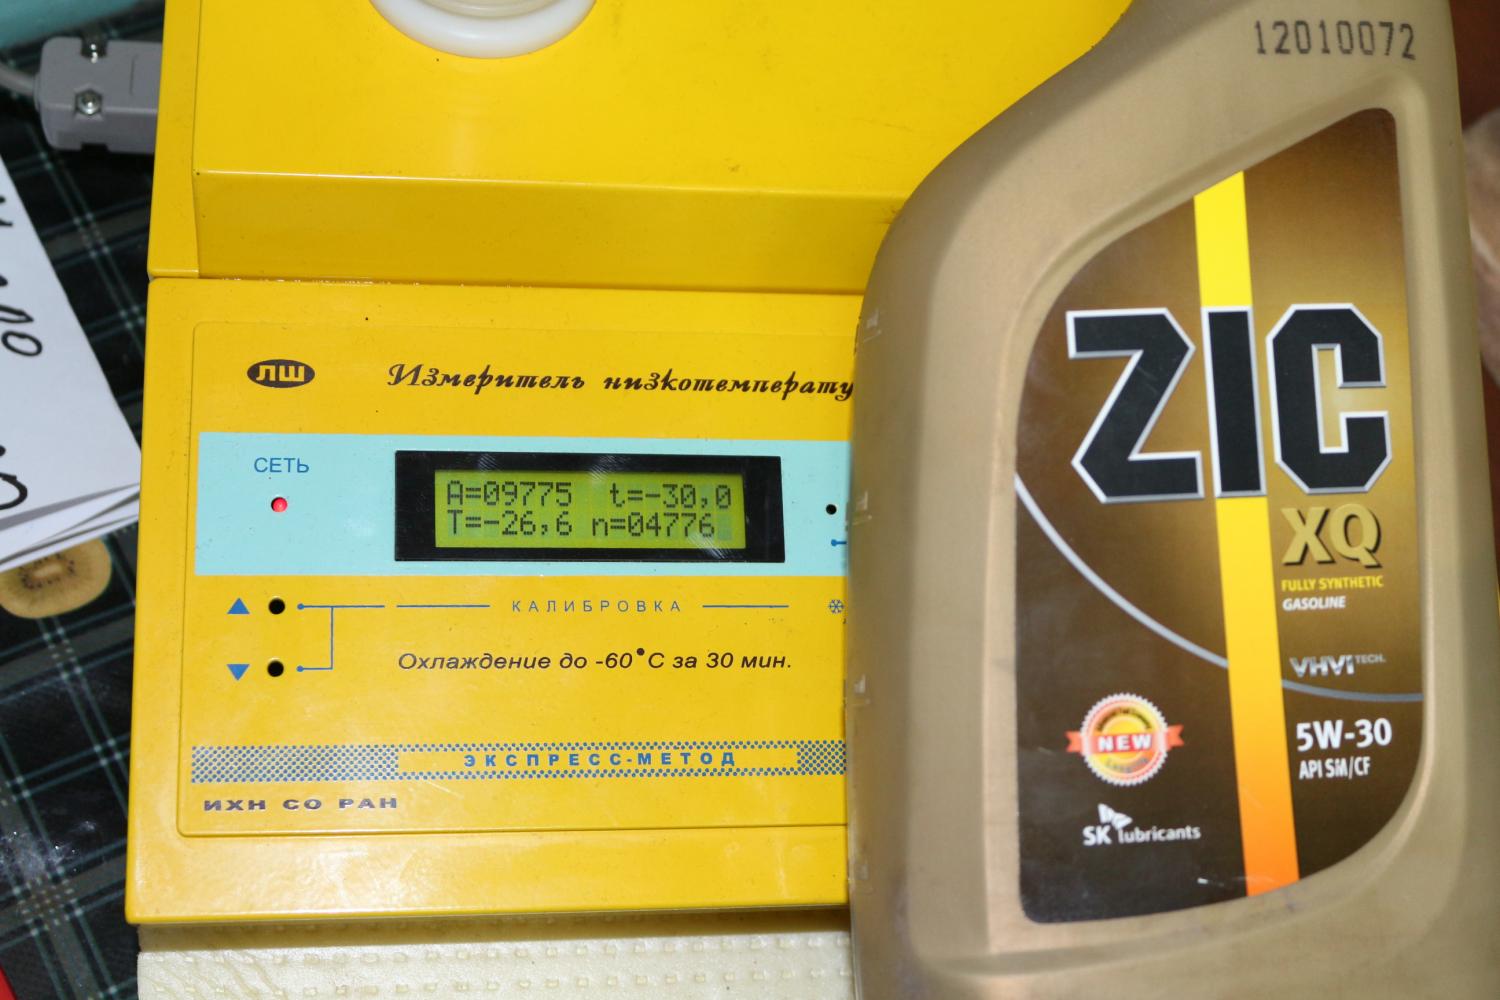 12010072
ZIC
XQ
FULLY SYNTHETIC
GASOLINE
VHVI TECH.
5W-30
API SM/CF
NEW
SK lubricants
ЛШ
Измеритель низкотемперату
СЕТЬ
A=09775 t=-30,0
T=-26,6 n=04776
КАЛИБРОВКА
Охлаждение до -60°С за 30 мин.
ЭКСПРЕСС-МЕТОД
ИХН СО РАН